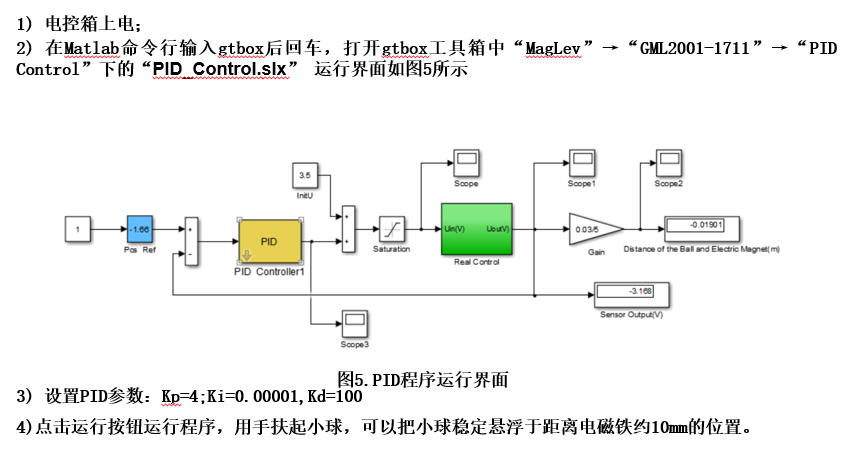 1) 电控箱上电;
2) 在Matlab命令行输入gtbox后回车，打开gtbox工具箱中“MagLev”→“GML2001-1711”→“PID
Control”下的“PID_Control.slx” 运行界面如图5所示
3.5
InitU
Scope
Scope1
Scope2
1
-1.66
Pos Ref
+
-
PID
PID Controller1
+
+
Saturation
Uin(V)
Uout(V)
Real Control
0.03/5
Gain
-0.01901
Distance of the Ball and Electric Magnet(m)
-3.168
Sensor Output(V)
Scope3
图5.PID程序运行界面
3) 设置PID参数：Kp=4;Ki=0.00001,Kd=100
4)点击运行按钮运行程序，用手扶起小球，可以把小球稳定悬浮于距离电磁铁约10mm的位置。